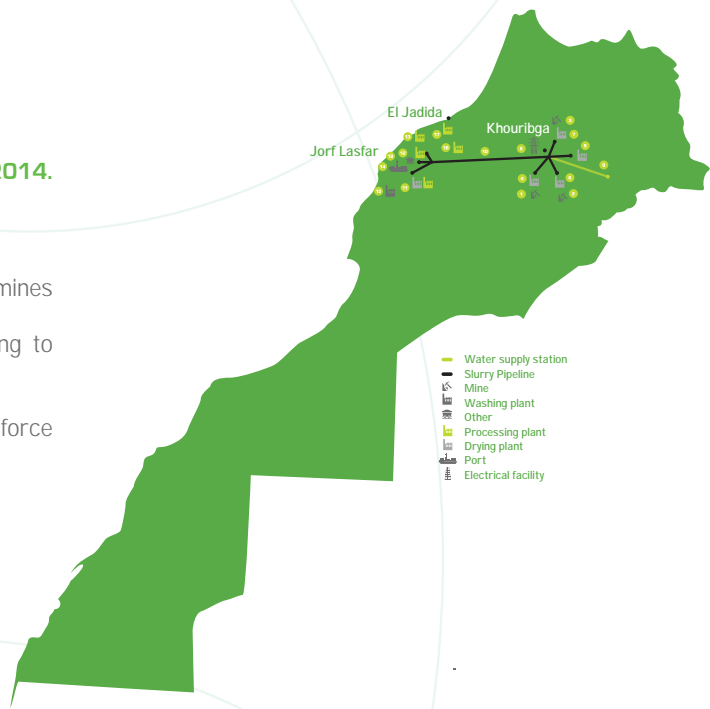 2014.
mines
ng to
force
El Jadida
Khouribga
Jorf Lasfar
Water supply station
Slurry Pipeline
Mine
Washing plant
Other
Processing plant
Drying plant
Port
Electrical facility